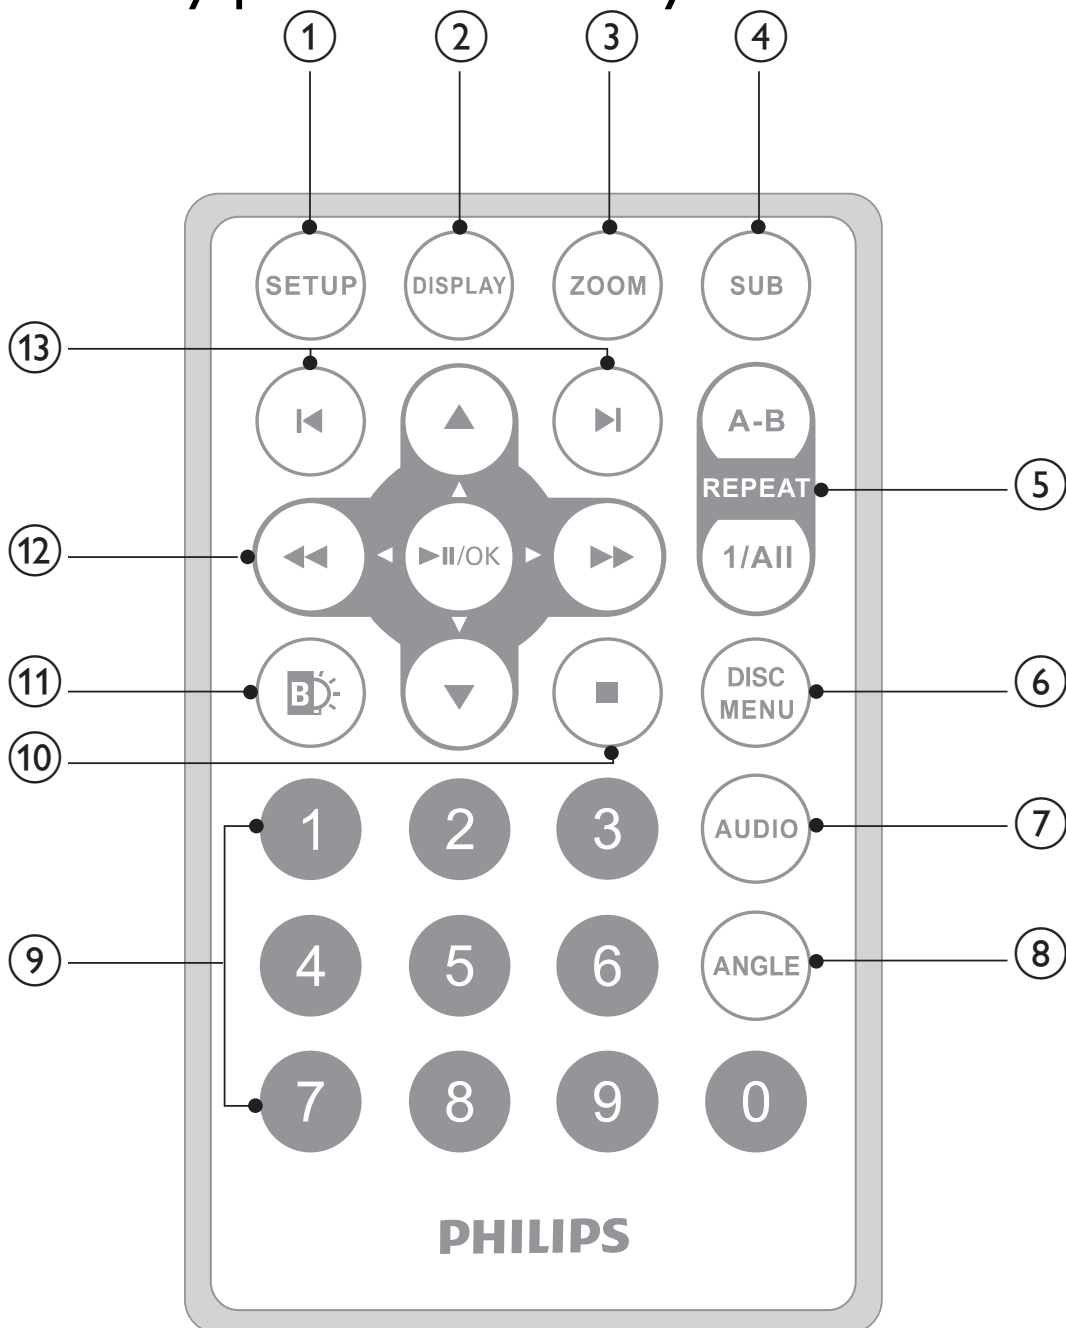 ① ② ③ ④
SETUP DISPLAY ZOOM SUB
⑬
A-B
REPEAT ⑤
⑫ /OK 1/All
⑪ B DISC MENU ⑥
⑩
1 2 3 AUDIO ⑦
⑨ 4 5 6 ANGLE ⑧
7 8 9 0
PHILIPS